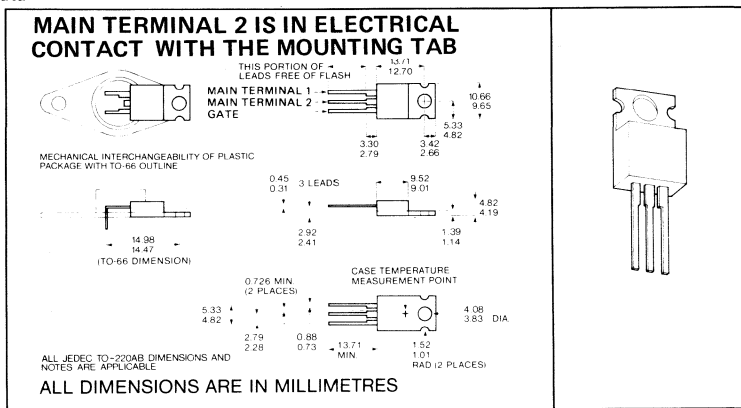 MAIN TERMINAL 2 IS IN ELECTRICAL
CONTACT WITH THE MOUNTING TAB
THIS PORTION OF
LEADS FREE OF FLASH
13.71
12.70
MAIN TERMINAL 1
MAIN TERMINAL 2
GATE
10.66
9.65
5.33
4.82
3.30
2.79
3.42
2.66
MECHANICAL INTERCHANGEABILITY OF PLASTIC
PACKAGE WITH TO-66 OUTLINE
0.45
0.31
3 LEADS
9.52
9.01
4.82
4.19
2.92
2.41
1.39
1.14
14.98
14.47
(TO-66 DIMENSION)
0.726 MIN.
(2 PLACES)
CASE TEMPERATURE
MEASUREMENT POINT
5.33
4.82
4.08
3.83 DIA.
2.79
2.28
0.88
0.73
13.71
MIN.
1.52
1.01
RAD (2 PLACES)
ALL JEDEC TO-220AB DIMENSIONS AND
NOTES ARE APPLICABLE
ALL DIMENSIONS ARE IN MILLIMETRES